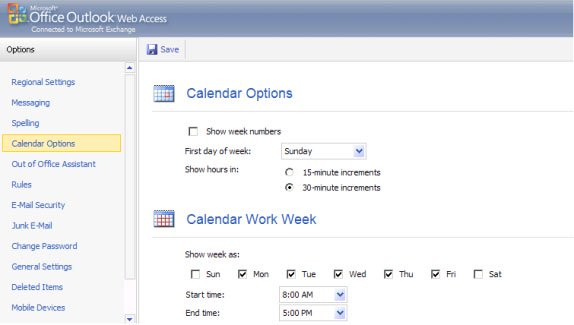 Microsoft®
Office Outlook Web Access
Connected to Microsoft Exchange
Options
Save
Regional Settings
Messaging
Spelling
Calendar Options
Out of Office Assistant
Rules
E-Mail Security
Junk E-Mail
Change Password
General Settings
Deleted Items
Mobile Devices
Calendar Options
Show week numbers
First day of week: Sunday
Show hours in: 15-minute increments
30-minute increments
Calendar Work Week
Show week as:
Sun Mon Tue Wed Thu Fri Sat
Start time: 8:00 AM
End time: 5:00 PM